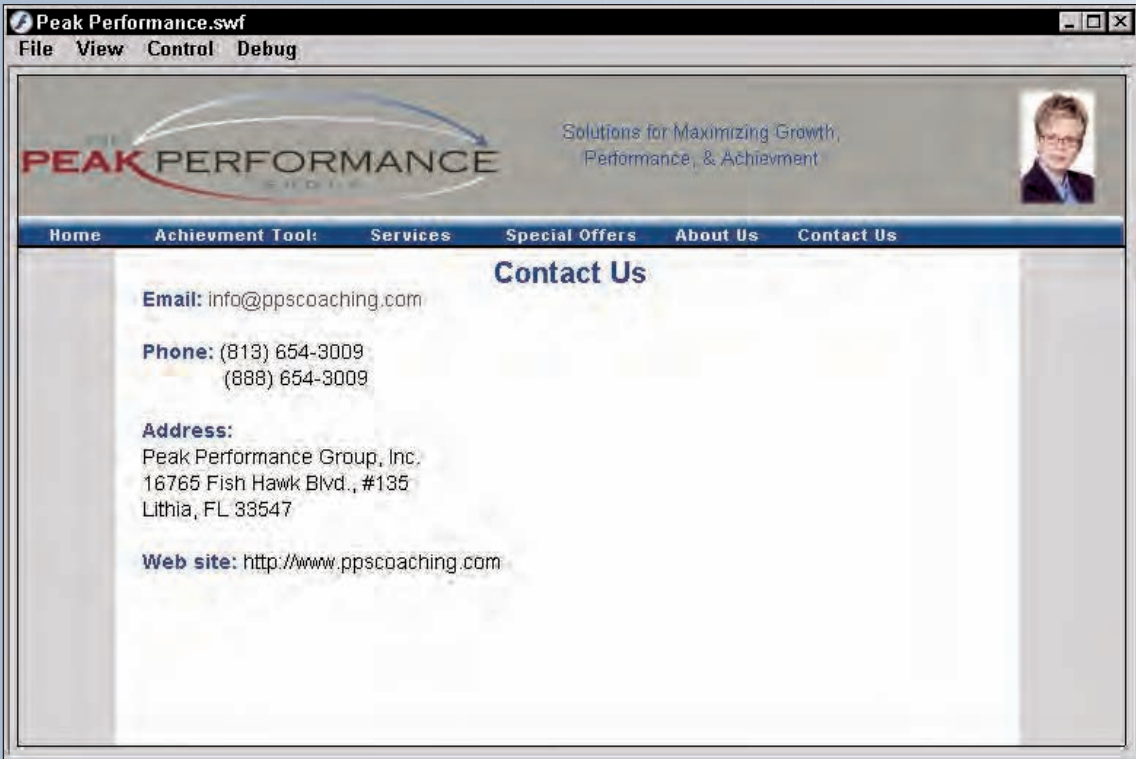 Peak Performance.swf
File View Control Debug
THE
PEAK PERFORMANCE
GROUP
Solutions for Maximizing Growth,
Performance, & Achievment
Home Achievment Tool: Services Special Offers About Us Contact Us
Contact Us
Email: info@ppscoaching.com
Phone: (813) 654-3009
(888) 654-3009
Address:
Peak Performance Group, Inc.
16765 Fish Hawk Blvd., #135
Lithia, FL 33547
Web site: http://www.ppscoaching.com